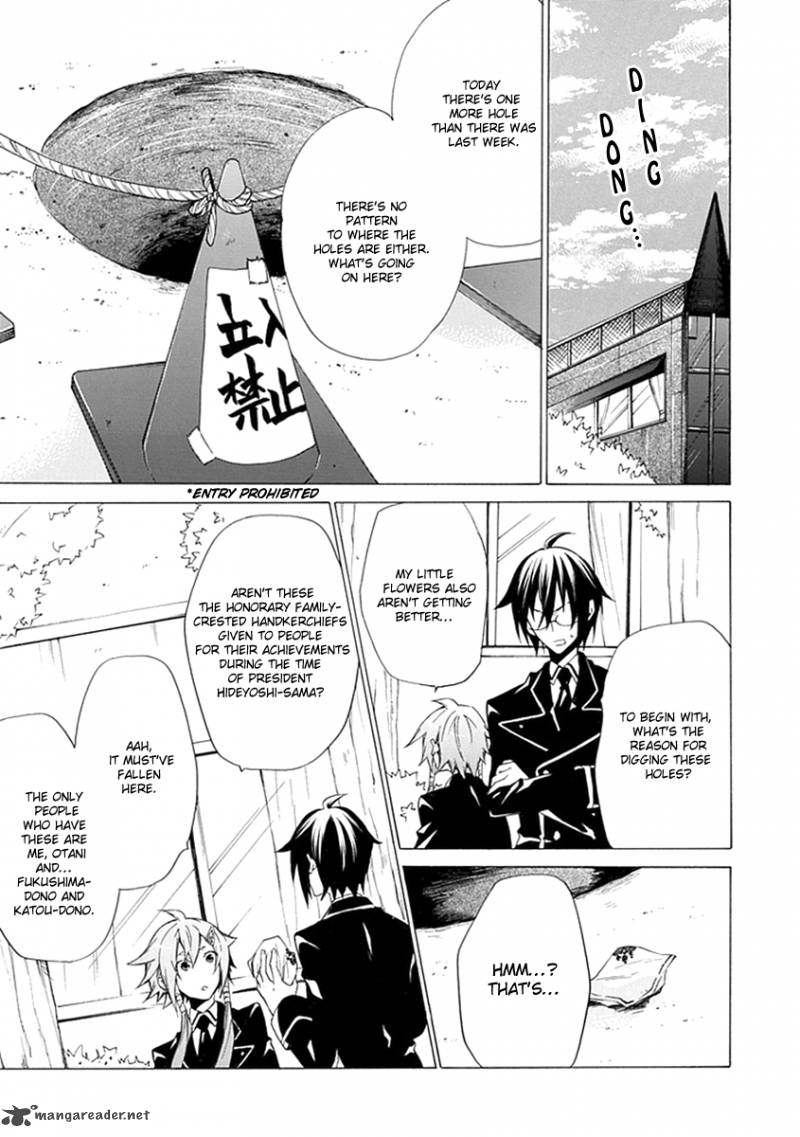 DING
DONG...
TODAY
THERE'S ONE
MORE HOLE
THAN THERE WAS
LAST WEEK.
THERE'S NO
PATTERN
TO WHERE THE
HOLES ARE EITHER.
WHAT'S GOING
ON HERE?
立入
禁止
*ENTRY PROHIBITED
TO BEGIN WITH,
WHAT'S THE
REASON FOR
DIGGING THESE
HOLES?
MY LITTLE
FLOWERS ALSO
AREN'T GETTING
BETTER...
HMM...?
THAT'S...
AREN'T THESE
THE HONORARY FAMILY-
CRESTED HANDKERCHIEFS
GIVEN TO PEOPLE
FOR THEIR ACHIEVEMENTS
DURING THE TIME
OF PRESIDENT
HIDEYOSHI-SAMA?
AAH,
IT MUST'VE
FALLEN
HERE.
THE ONLY
PEOPLE
WHO HAVE
THESE ARE
ME, OTANI
AND...
FUKUSHIMA-
DONO AND
KATOU-DONO.
mangareader.net